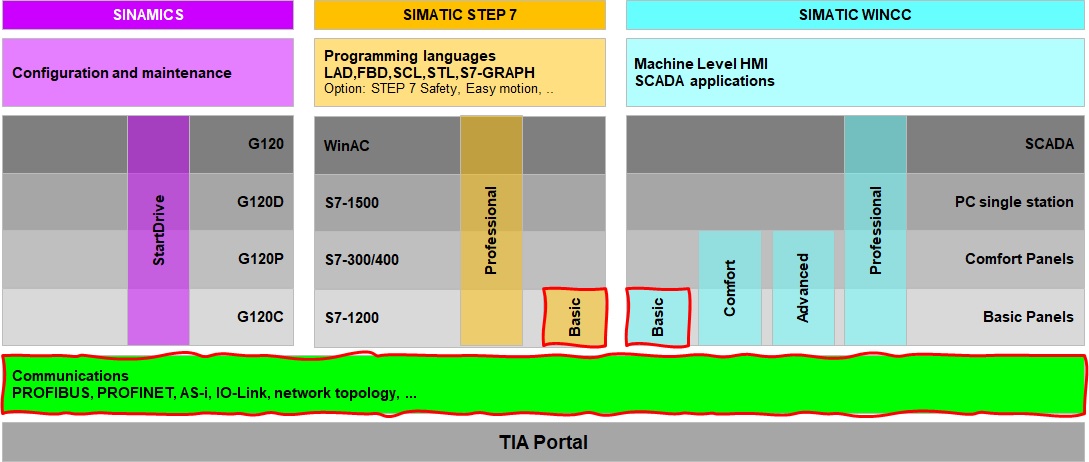 SINAMICS
SIMATIC STEP 7
SIMATIC WINCC
Configuration and maintenance
Programming languages
LAD,FBD,SCL,STL,S7-GRAPH
Option: STEP 7 Safety, Easy motion, ..
Machine Level HMI
SCADA applications
StartDrive
G120
G120D
G120P
G120C
WinAC
S7-1500
S7-300/400
S7-1200
Professional
Basic
Basic
Comfort
Advanced
Professional
SCADA
PC single station
Comfort Panels
Basic Panels
Communications
PROFIBUS, PROFINET, AS-i, IO-Link, network topology, ...
TIA Portal